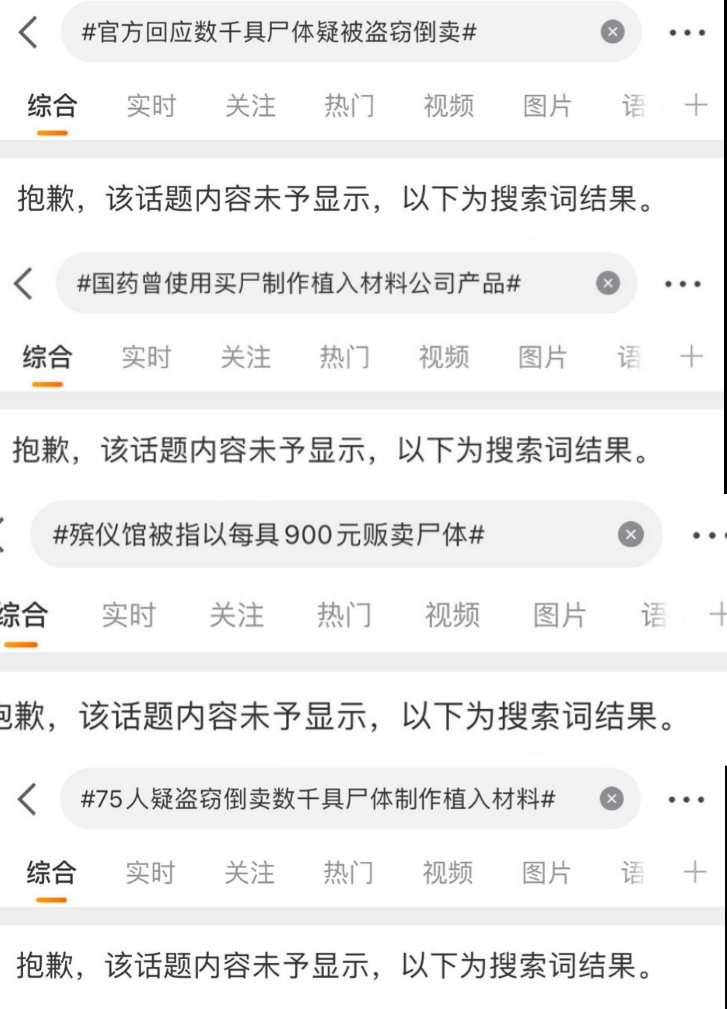 #官方回应数千具尸体疑被盗窃倒卖#
综合 实时 关注 热门 视频 图片 语
抱歉，该话题内容未予显示，以下为搜索词结果。
#国药曾使用买尸制作植入材料公司产品#
综合 实时 关注 热门 视频 图片 语
抱歉，该话题内容未予显示，以下为搜索词结果。
#殡仪馆被指以每具900元贩卖尸体#
综合 实时 关注 热门 视频 图片 语
抱歉，该话题内容未予显示，以下为搜索词结果。
#75人疑盗窃倒卖数千具尸体制作植入材料#
综合 实时 关注 热门 视频 图片 语
抱歉，该话题内容未予显示，以下为搜索词结果。